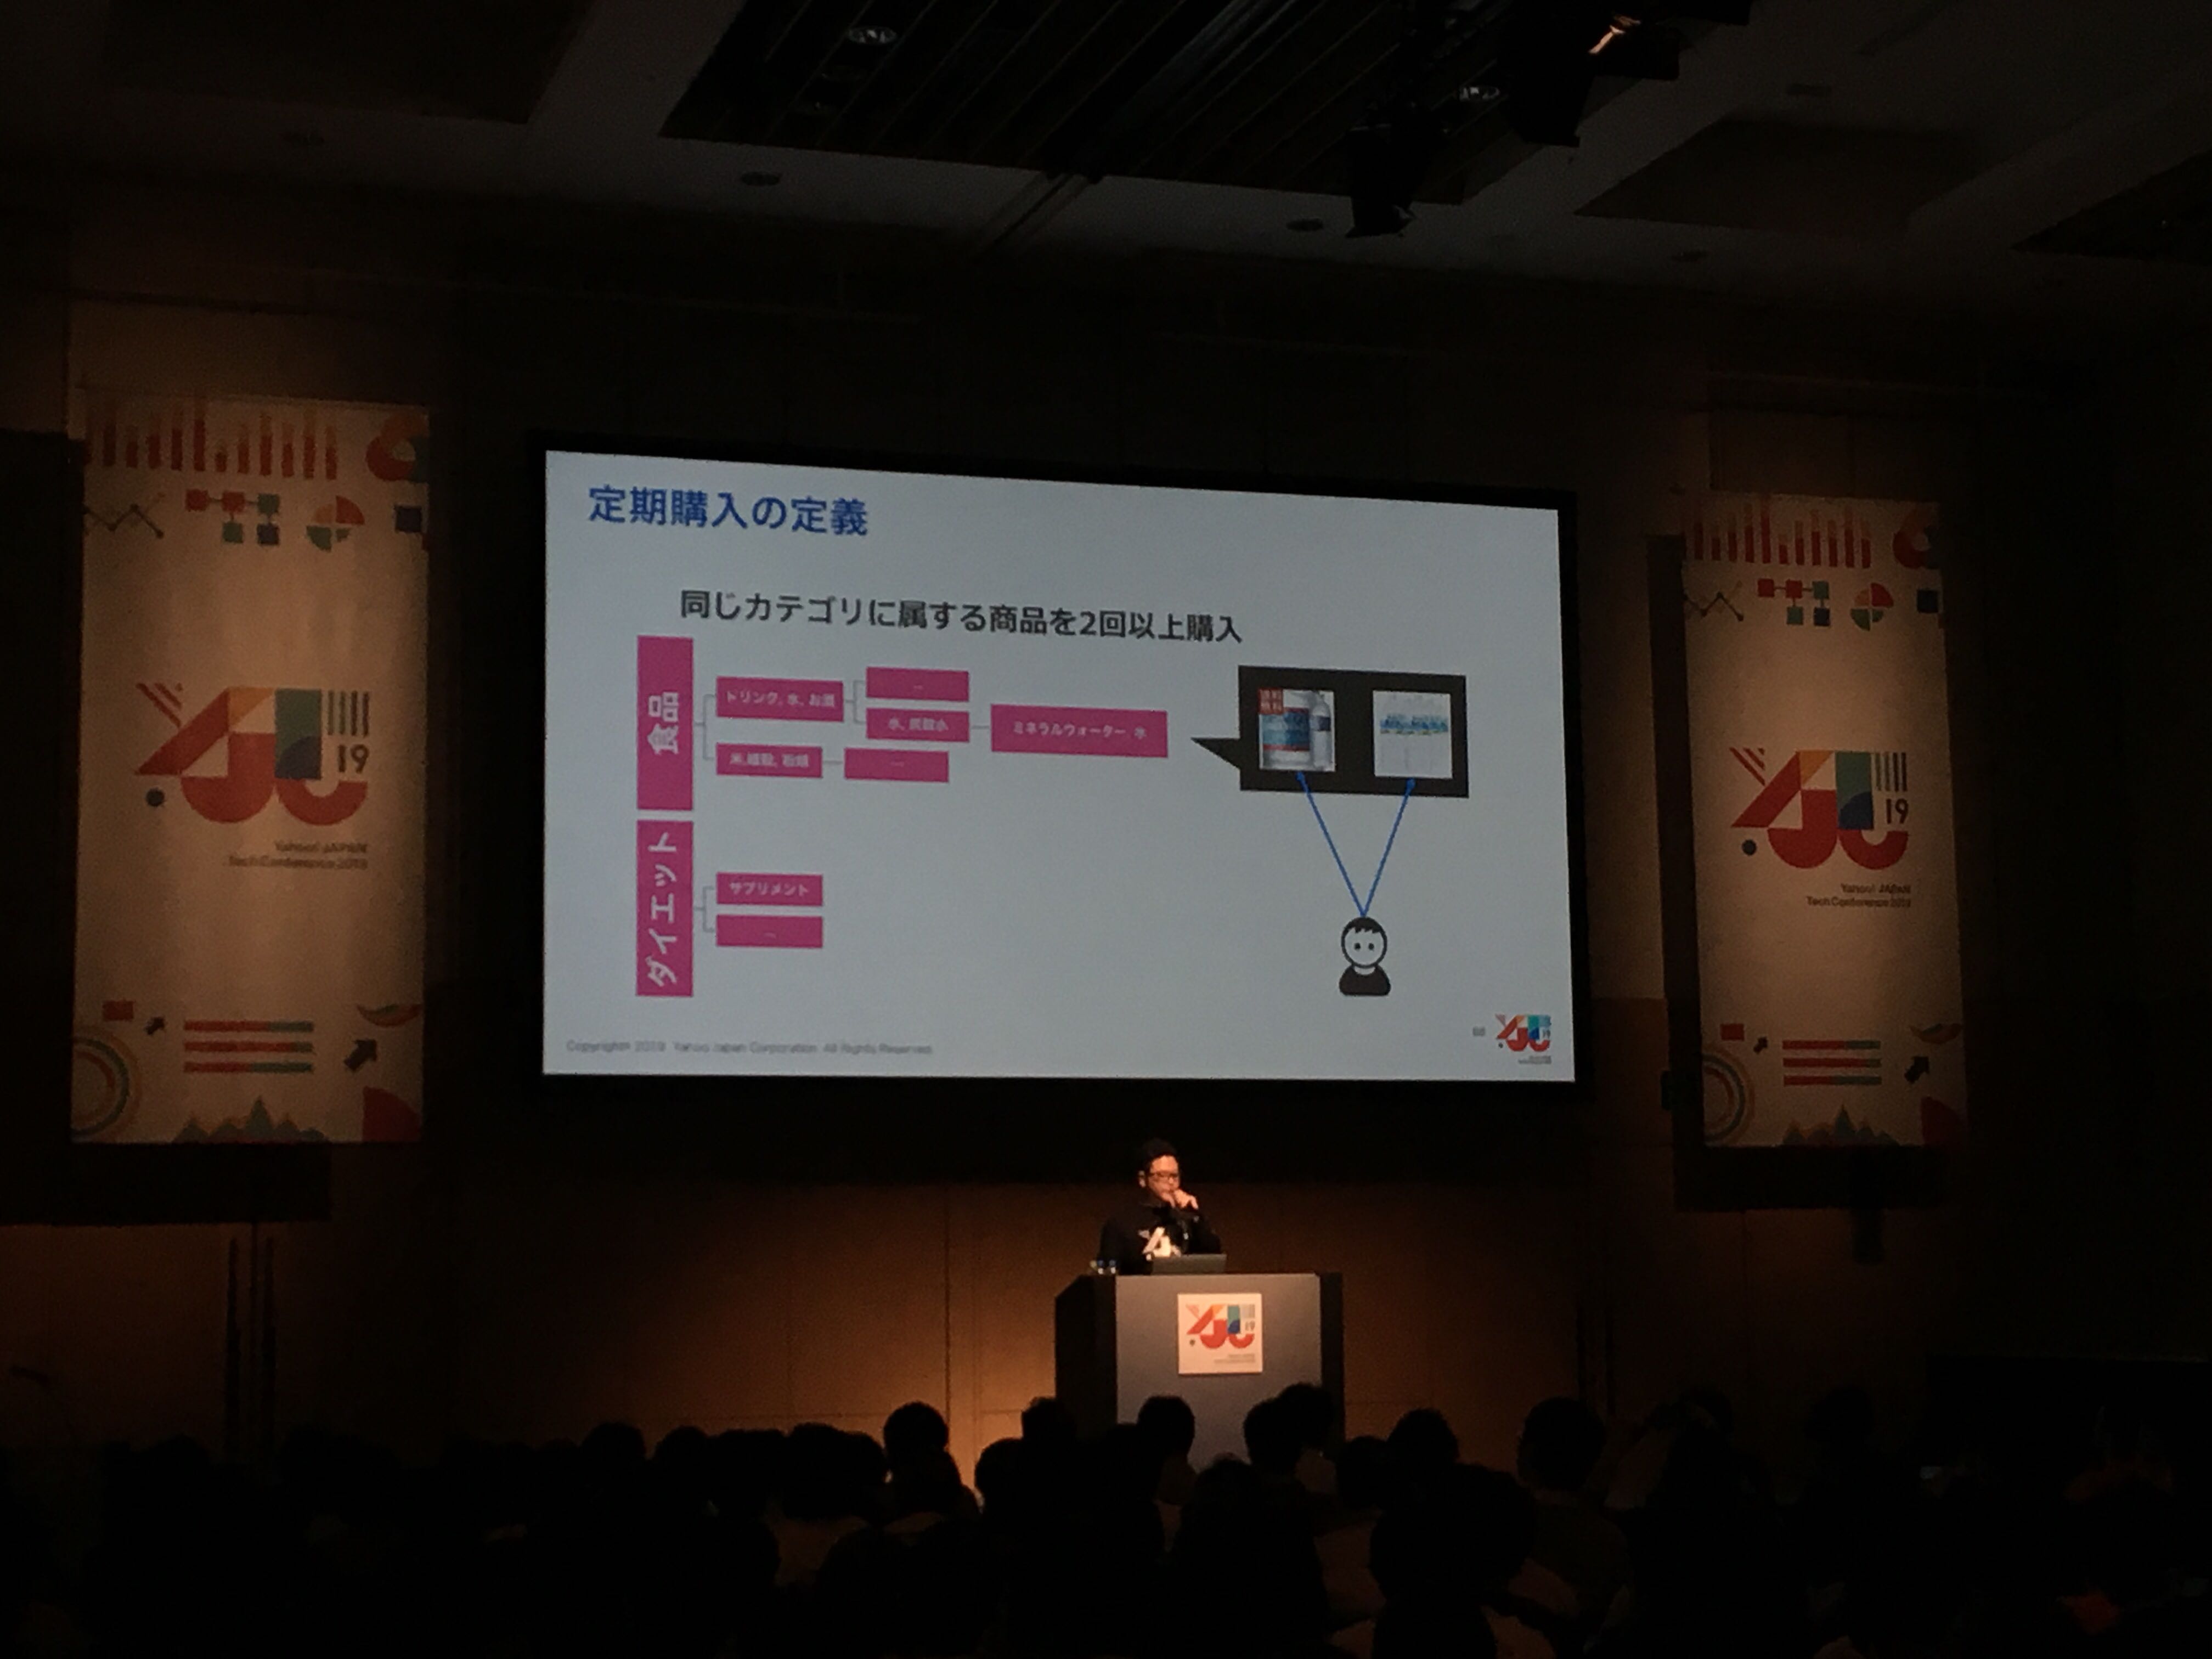 定期購入の定義
同じカテゴリに属する商品を2回以上購入
食品
ドリンク、水、お酒
...
水、炭酸水
ミネラルウォーター、水
米、雑穀、粉類
...
送料
無料
ダイエット
サプリメント
...
Copyright© 2019 Yahoo Japan Corporation. All Rights Reserved.
19
Yahoo! JAPAN
Tech Conference 2019
19
Yahoo! JAPAN
Tech Conference 2019
19